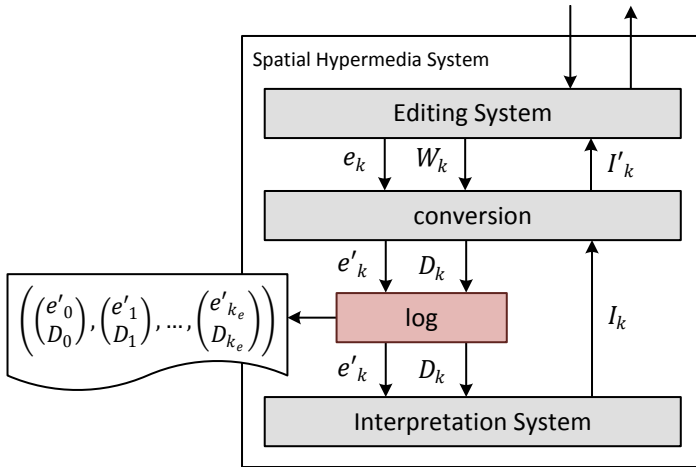 Spatial Hypermedia System
Editing System
e_k W_k I'_k
conversion
e'_k D_k
((e'_0 D_0), (e'_1 D_1), ..., (e'_{k_e} D_{k_e}))
log
I_k
e'_k D_k
Interpretation System